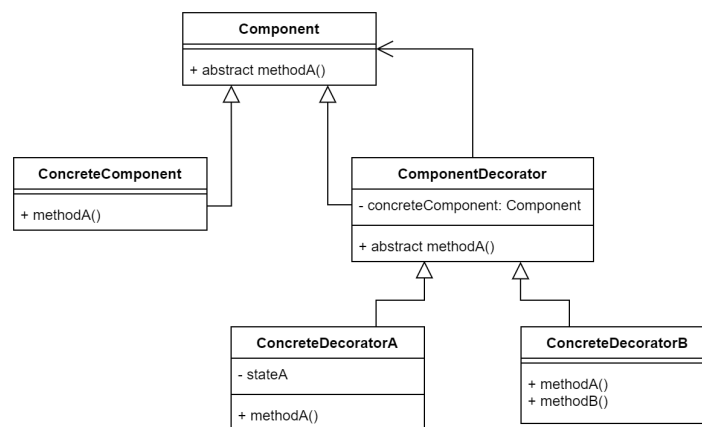 Component
+ abstract methodA()
ConcreteComponent
+ methodA()
ComponentDecorator
- concreteComponent: Component
+ abstract methodA()
ConcreteDecoratorA
- stateA
+ methodA()
ConcreteDecoratorB
+ methodA()
+ methodB()